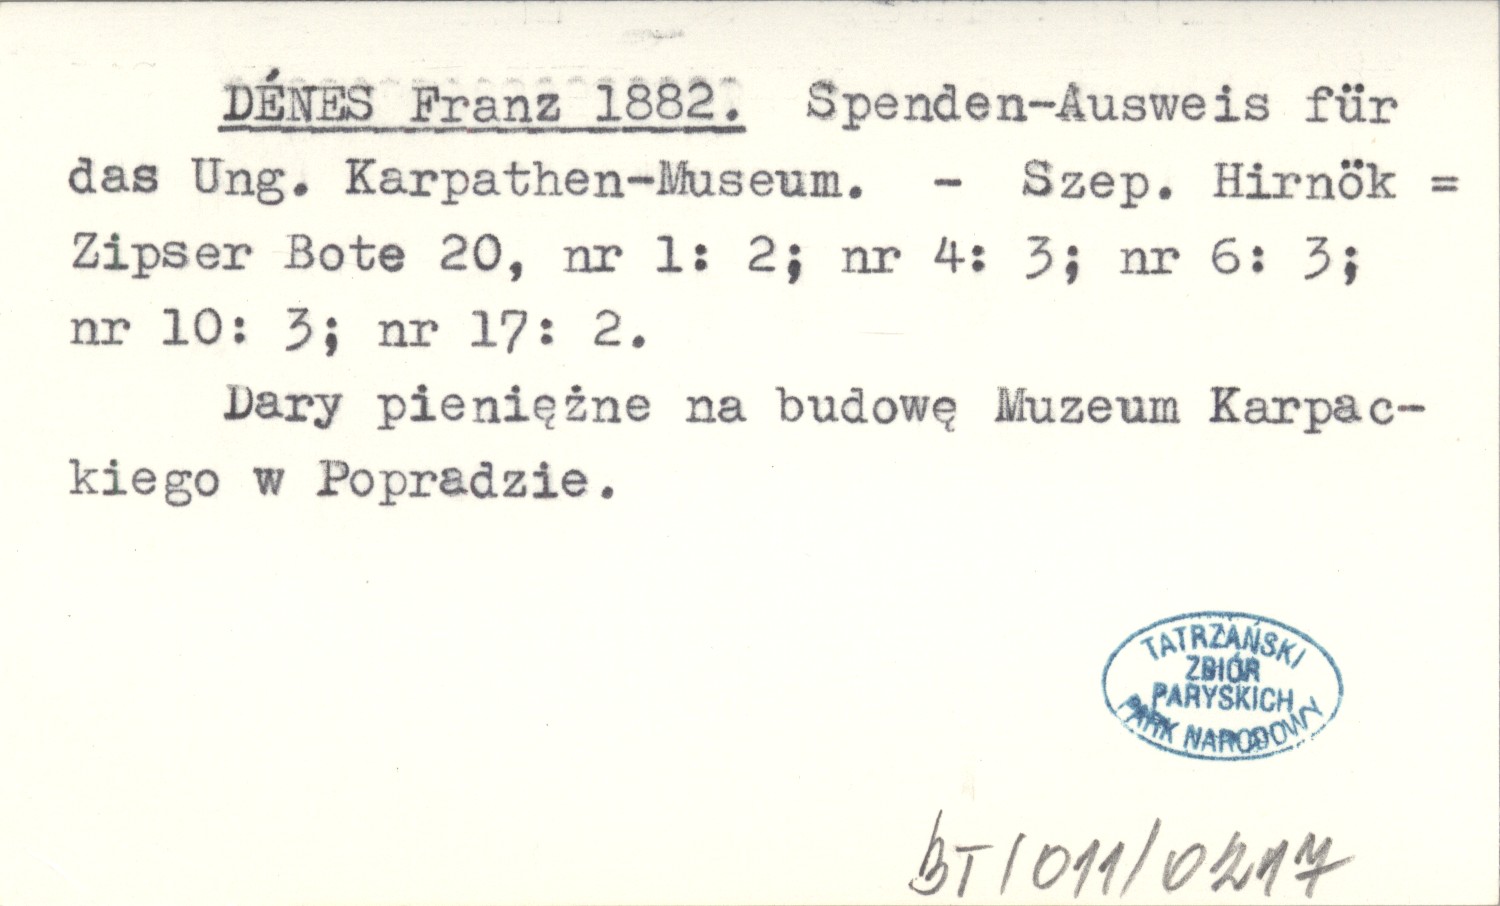 DÉNES Franz 1882. Spenden-Ausweis für
das Ung. Karpathen-Museum. - Szep. Hirnök =
Zipser Bote 20, nr 1: 2; nr 4: 3; nr 6: 3;
nr 10: 3; nr 17: 2.
Dary pieniężne na budowę Muzeum Karpac-
kiego w Popradzie.
TATRZAŃSKI
ZBIÓR
PARYSKICH
PARK NARODOWY
BT/011/0217